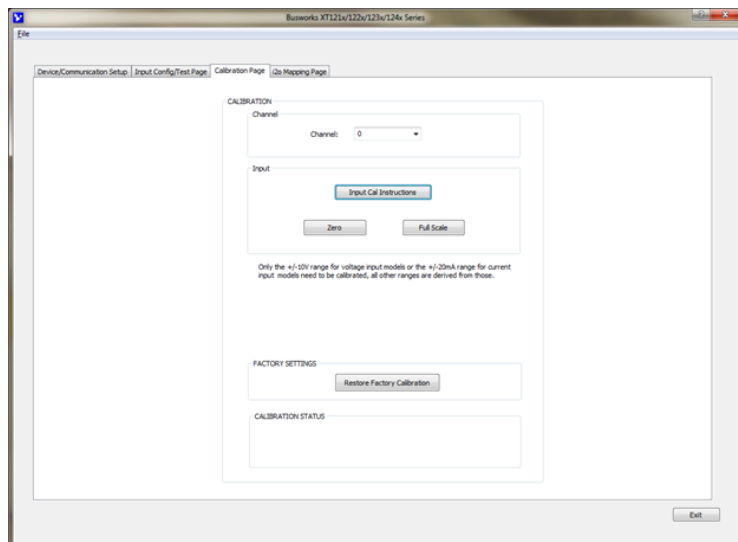 Busworks XT121x/122x/123x/124x Series
File
Device/Communication Setup Input Config/Test Page Calibration Page i2o Mapping Page
CALIBRATION
Channel
Channel: 0
Input
Input Cal Instructions
Zero Full Scale
Only the +/-10V range for voltage input models or the +/-20mA range for current
input models need to be calibrated, all other ranges are derived from those.
FACTORY SETTINGS
Restore Factory Calibration
CALIBRATION STATUS
Exit